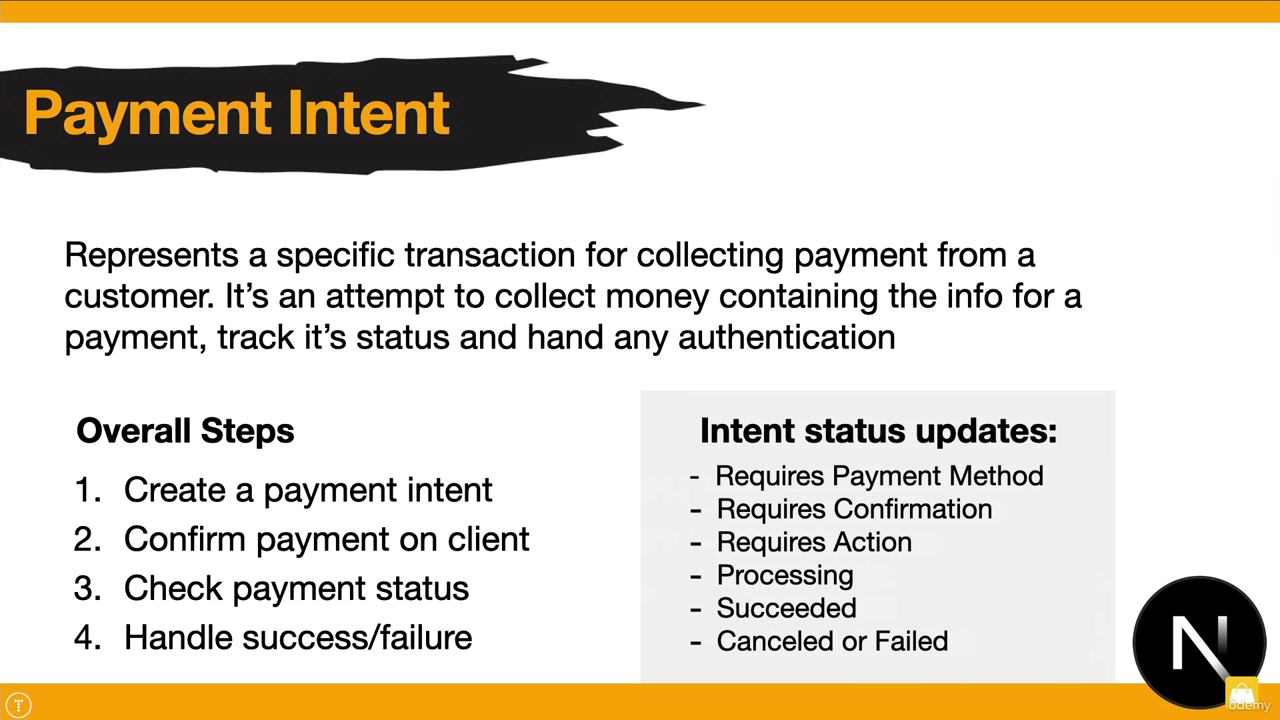 Payment Intent
Represents a specific transaction for collecting payment from a
customer. It’s an attempt to collect money containing the info for a
payment, track it’s status and hand any authentication
Overall Steps
1. Create a payment intent
2. Confirm payment on client
3. Check payment status
4. Handle success/failure
Intent status updates:
- Requires Payment Method
- Requires Confirmation
- Requires Action
- Processing
- Succeeded
- Canceled or Failed
N
T
udemy